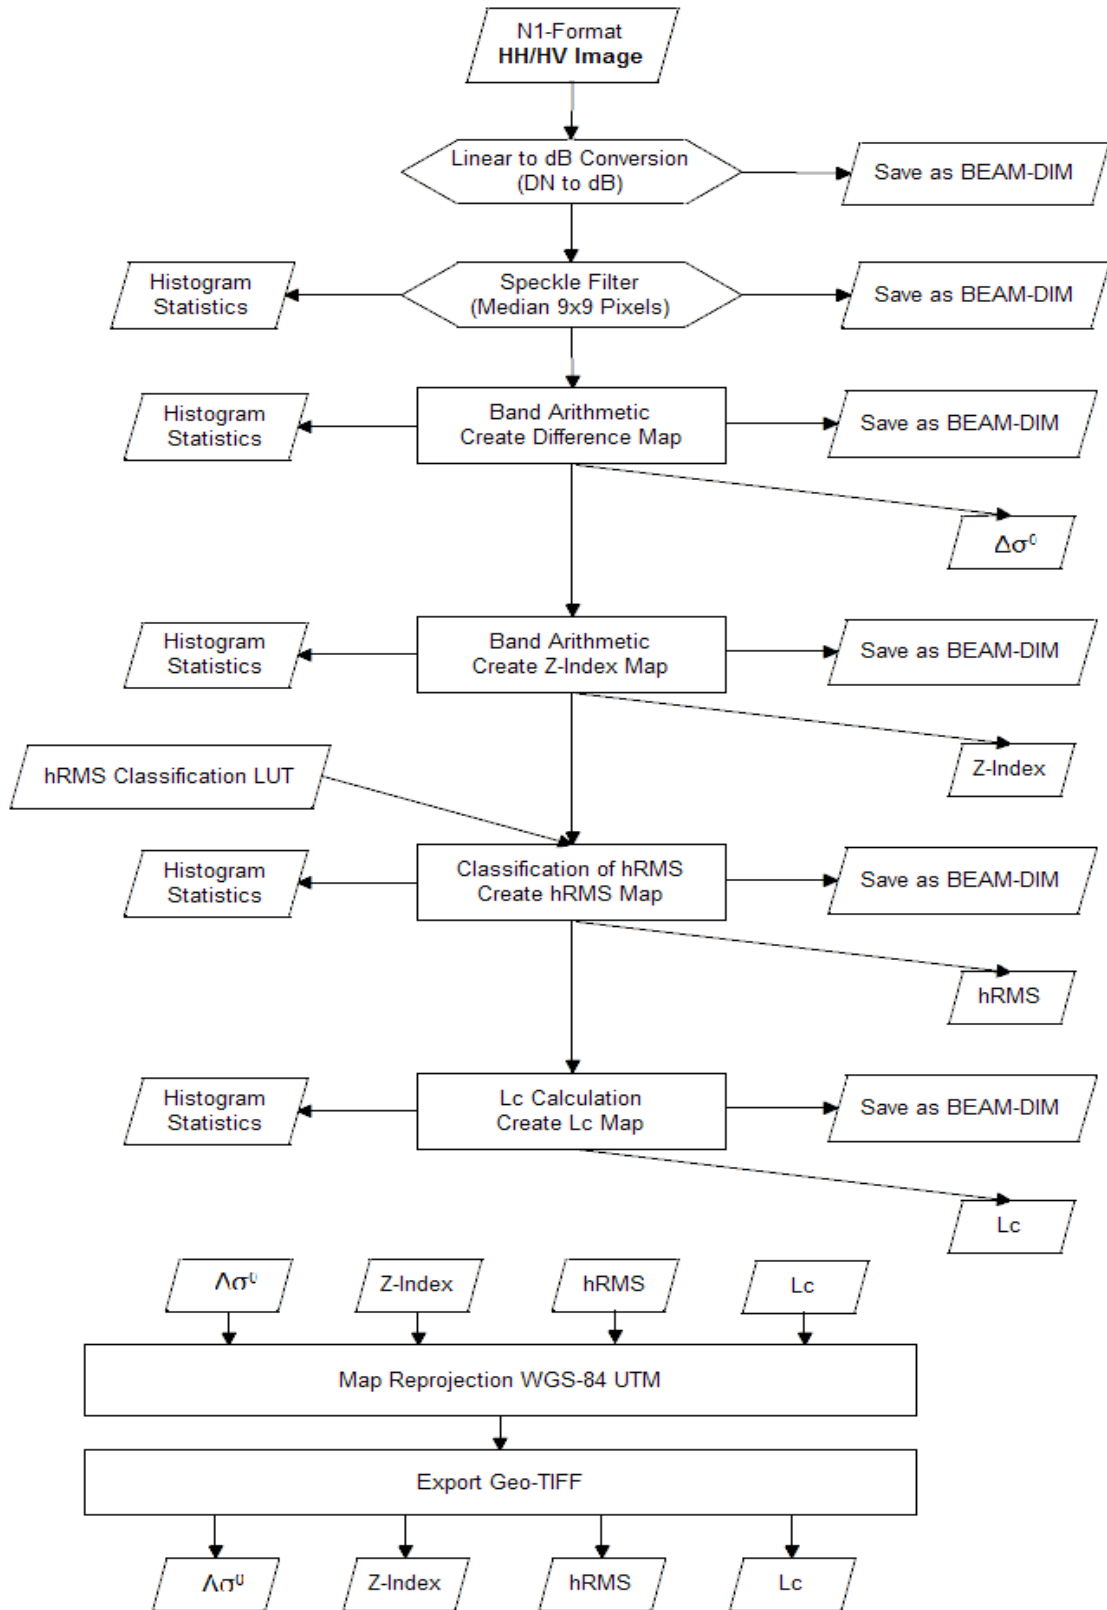 N1-Format
HH/HV Image
Linear to dB Conversion
(DN to dB)
Save as BEAM-DIM
Histogram
Statistics
Speckle Filter
(Median 9x9 Pixels)
Save as BEAM-DIM
Histogram
Statistics
Band Arithmetic
Create Difference Map
Save as BEAM-DIM
Δσ⁰
Histogram
Statistics
Band Arithmetic
Create Z-Index Map
Save as BEAM-DIM
Z-Index
hRMS Classification LUT
Histogram
Statistics
Classification of hRMS
Create hRMS Map
Save as BEAM-DIM
hRMS
Histogram
Statistics
Lc Calculation
Create Lc Map
Save as BEAM-DIM
Lc
Δσ⁰
Z-Index
hRMS
Lc
Map Reprojection WGS-84 UTM
Export Geo-TIFF
Δσ⁰
Z-Index
hRMS
Lc